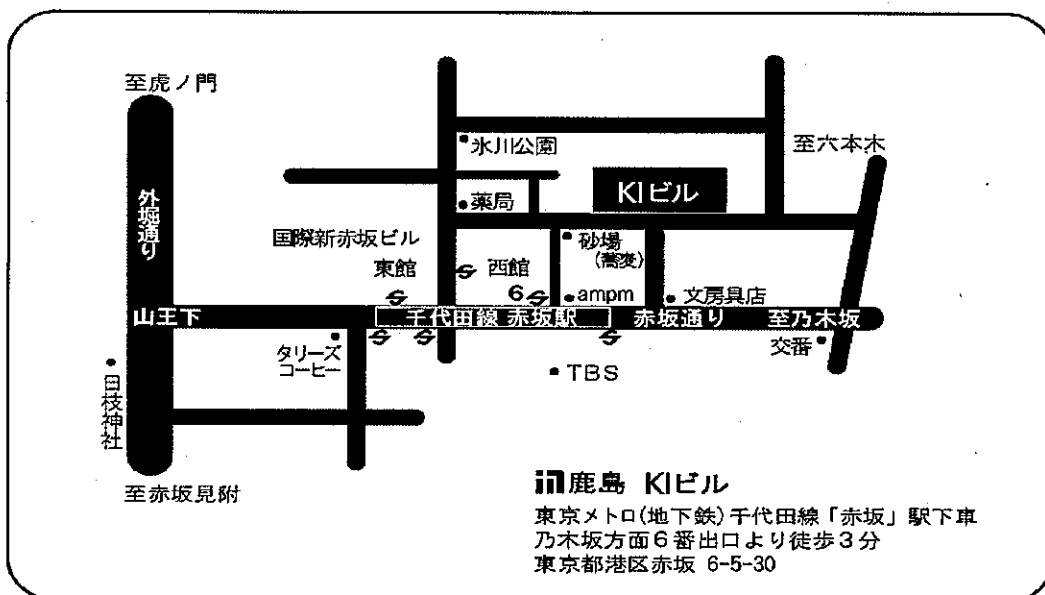 至虎ノ門
外堀通り
氷川公園
至六本木
KIビル
薬局
国際新赤坂ビル
東館
西館
砂場
(蕎麦)
6
ampm
文房具店
山王下
千代田線 赤坂駅
赤坂通り
至乃木坂
タリーズ
コーヒー
交番
TBS
日枝神社
至赤坂見附
鹿島 KIビル
東京メトロ(地下鉄)千代田線「赤坂」駅下車
乃木坂方面6番出口より徒歩3分
東京都港区赤坂 6-5-30